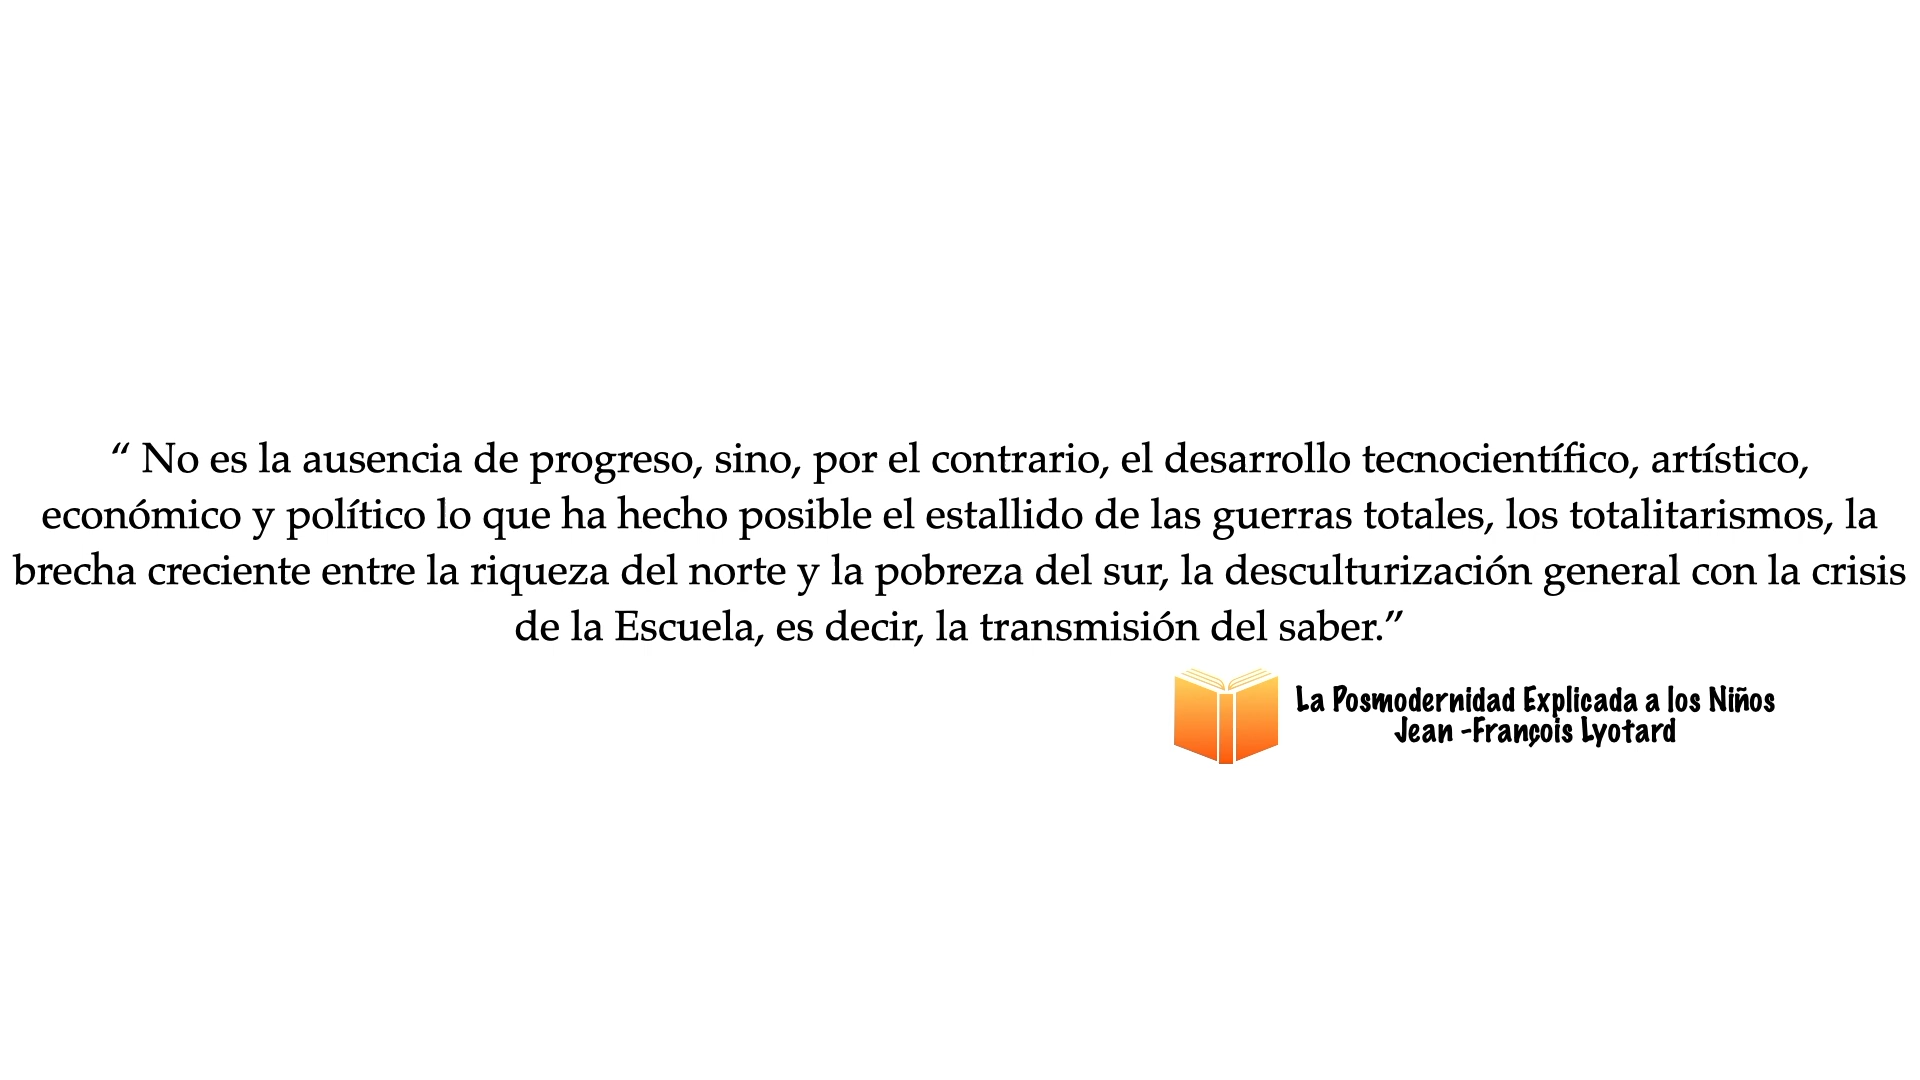 “ No es la ausencia de progreso, sino, por el contrario, el desarrollo tecnocientífico, artístico,
económico y político lo que ha hecho posible el estallido de las guerras totales, los totalitarismos, la
brecha creciente entre la riqueza del norte y la pobreza del sur, la desculturización general con la crisis
de la Escuela, es decir, la transmisión del saber.”
La Posmodernidad Explicada a los Niños
Jean -François Lyotard